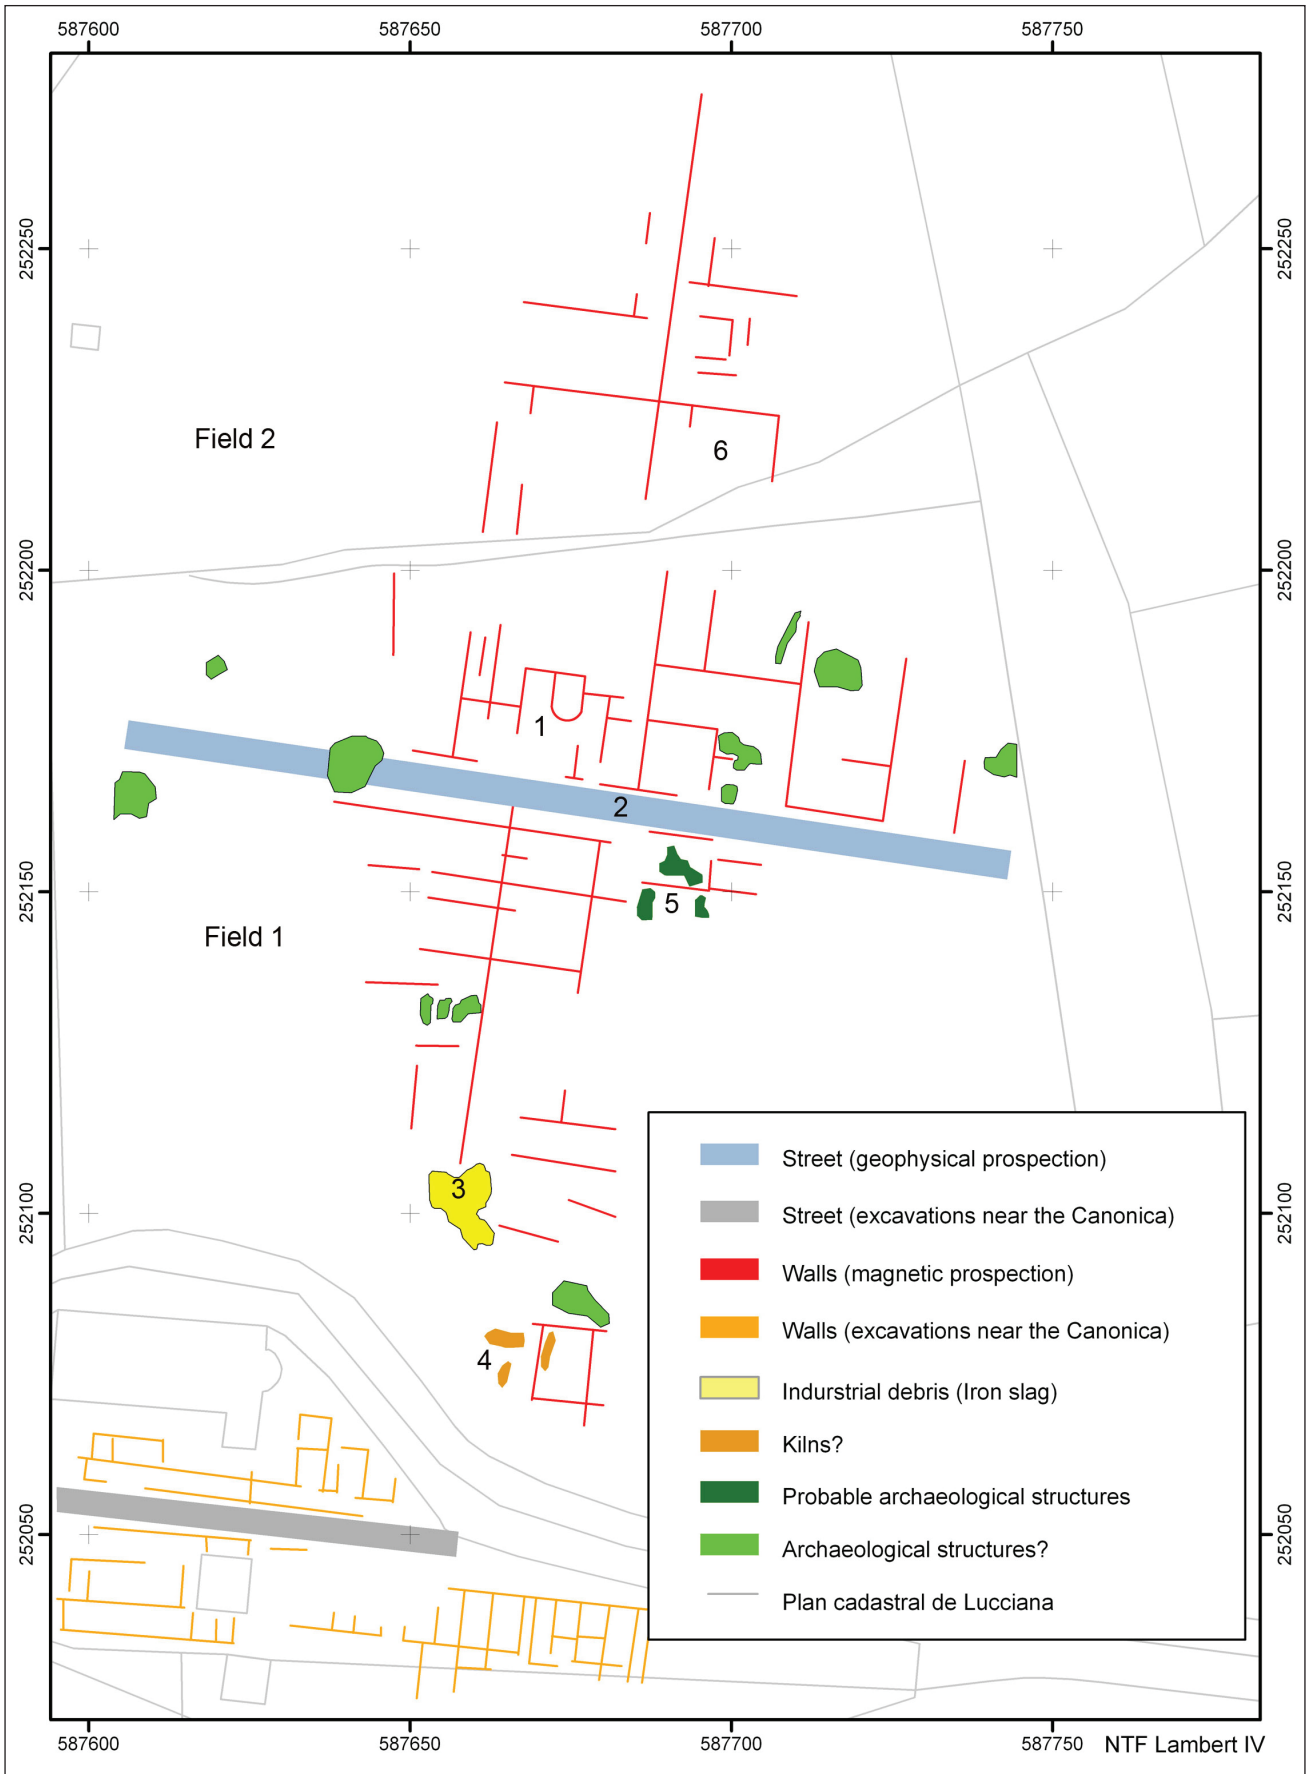 587600 587650 587700 587750
252250 252250
Field 2
6
252200 252200
1
2
252150 252150
5
Field 1
Street (geophysical prospection)
3
252100 252100
Street (excavations near the Canonica)
Walls (magnetic prospection)
Walls (excavations near the Canonica)
4
Indurstrial debris (Iron slag)
Kilns?
Probable archaeological structures
252050 252050
Archaeological structures?
Plan cadastral de Lucciana
587600 587650 587700 587750 NTF Lambert IV